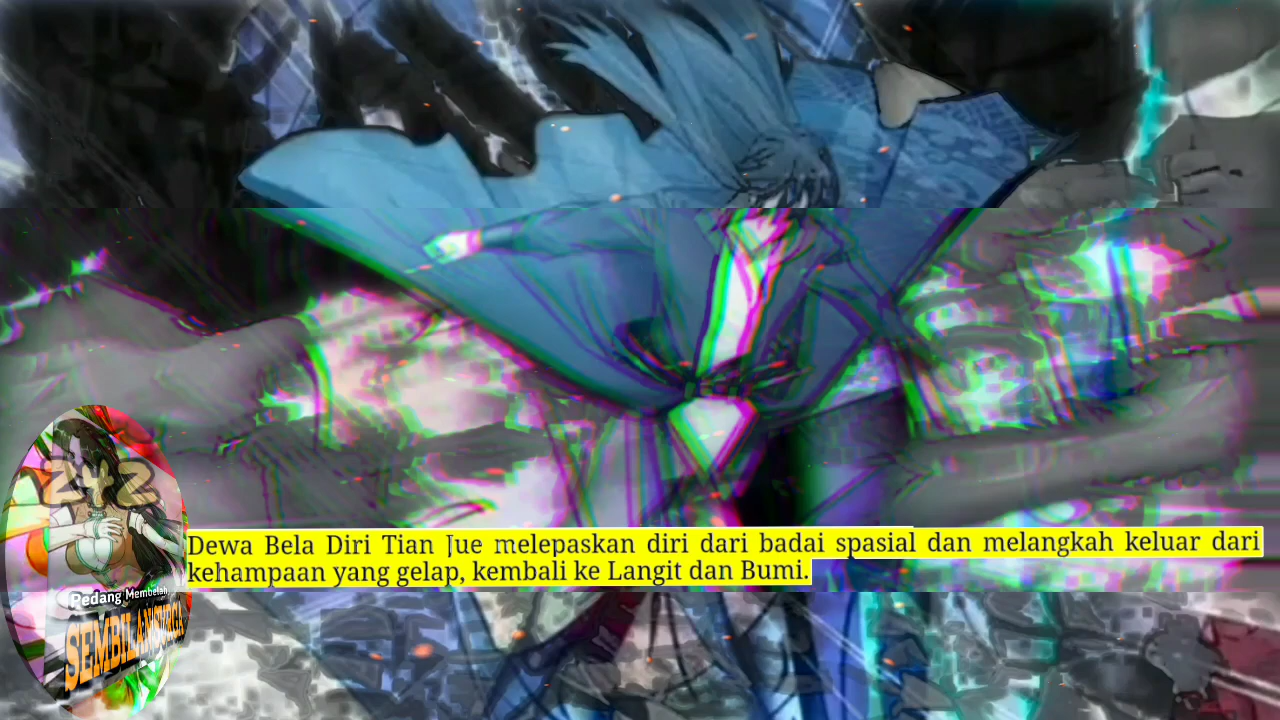 ZYZ
Pedang Membelah
SEMBILAN SURGA
Dewa Bela Diri Tian Jue melepaskan diri dari badai spasial dan melangkah keluar dari
kehampaan yang gelap, kembali ke Langit dan Bumi.